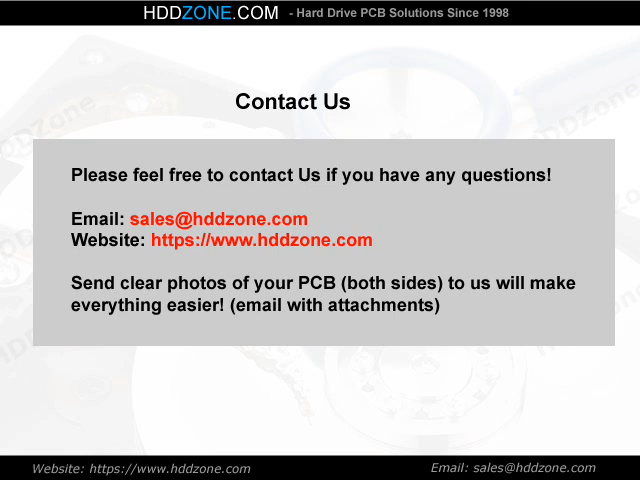 HDDZONE.COM - Hard Drive PCB Solutions Since 1998
Contact Us
Please feel free to contact Us if you have any questions!
Email: sales@hddzone.com
Website: https://www.hddzone.com
Send clear photos of your PCB (both sides) to us will make
everything easier! (email with attachments)
Website: https://www.hddzone.com Email: sales@hddzone.com